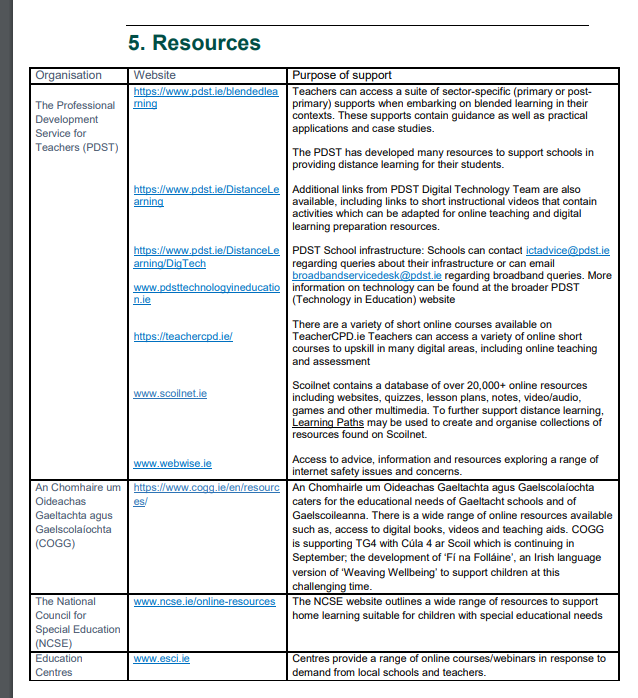 5. Resources
Organisation
Website
Purpose of support
The Professional
Development
Service for
Teachers (PDST)
https://www.pdst.ie/blendedlea
rning
Teachers can access a suite of sector-specific (primary or post-
primary) supports when embarking on blended learning in their
contexts. These supports contain guidance as well as practical
applications and case studies.
The PDST has developed many resources to support schools in
providing distance learning for their students.
https://www.pdst.ie/DistanceLe
arning
Additional links from PDST Digital Technology Team are also
available, including links to short instructional videos that contain
activities which can be adapted for online teaching and digital
learning preparation resources.
https://www.pdst.ie/DistanceLe
arning/DigTech
www.pdsttechnologyineducatio
n.ie
PDST School infrastructure: Schools can contact ictadvice@pdst.ie
regarding queries about their infrastructure or can email
broadbandservicedesk@pdst.ie regarding broadband queries. More
information on technology can be found at the broader PDST
(Technology in Education) website
https://teachercpd.ie/
There are a variety of short online courses available on
TeacherCPD.ie Teachers can access a variety of online short
courses to upskill in many digital areas, including online teaching
and assessment
www.scoilnet.ie
Scoilnet contains a database of over 20,000+ online resources
including websites, quizzes, lesson plans, notes, video/audio,
games and other multimedia. To further support distance learning,
Learning Paths may be used to create and organise collections of
resources found on Scoilnet.
www.webwise.ie
Access to advice, information and resources exploring a range of
internet safety issues and concerns.
An Chomhaire um
Oideachas
Gaeltachta agus
Gaelscolaíochta
(COGG)
https://www.cogg.ie/en/resourc
es/
An Chomhairle um Oideachas Gaeltachta agus Gaelscolaíochta
caters for the educational needs of Gaeltacht schools and of
Gaelscoileanna. There is a wide range of online resources available
such as, access to digital books, videos and teaching aids. COGG
is supporting TG4 with Cúla 4 ar Scoil which is continuing in
September; the development of ‘Fí na Folláine’, an Irish language
version of ‘Weaving Wellbeing’ to support children at this
challenging time.
The National
Council for
Special Education
(NCSE)
www.ncse.ie/online-resources
The NCSE website outlines a wide range of resources to support
home learning suitable for children with special educational needs
Education
Centres
www.esci.ie
Centres provide a range of online courses/webinars in response to
demand from local schools and teachers.